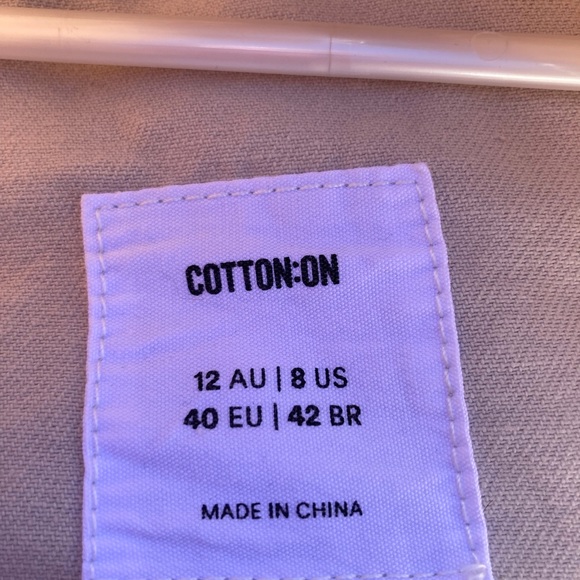 COTTON:ON
12 AU | 8 US
40 EU | 42 BR
MADE IN CHINA